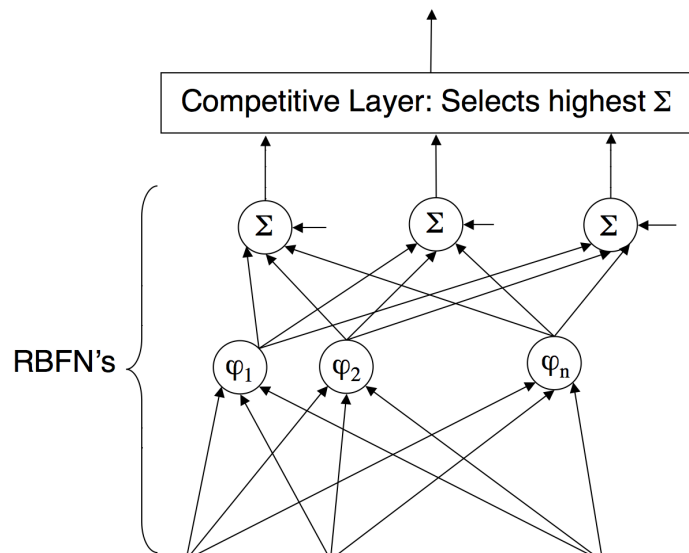 Competitive Layer: Selects highest Σ
Σ Σ Σ
RBFN's
φ1 φ2 φn